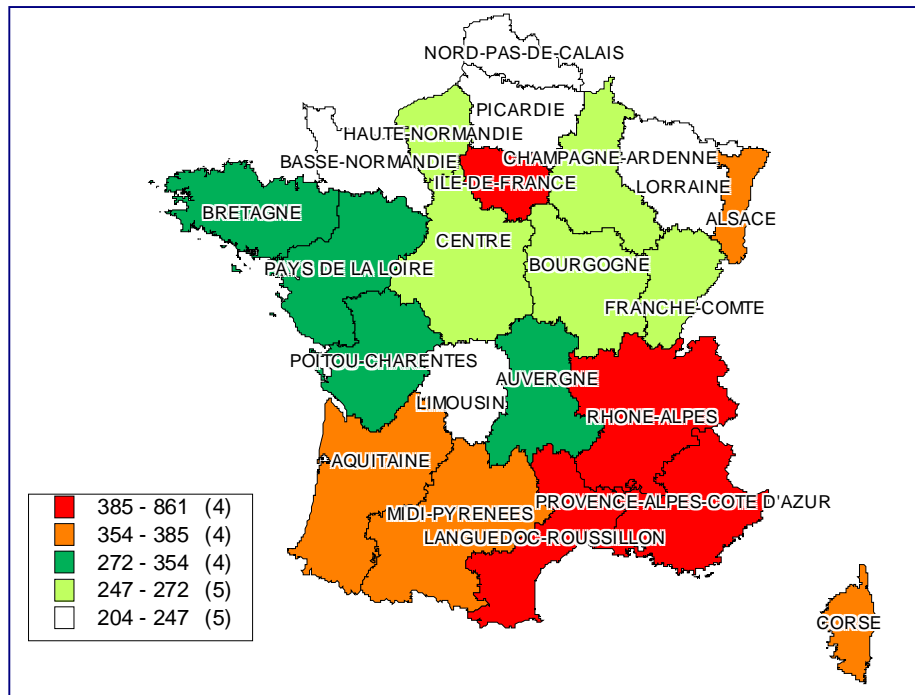 NORD-PAS-DE-CALAIS
PICARDIE
HAUTE-NORMANDIE
BASSE-NORMANDIE
CHAMPAGNE-ARDENNE
ILE-DE-FRANCE
LORRAINE
ALSACE
BRETAGNE
CENTRE
PAYS DE LA LOIRE
BOURGOGNE
FRANCHE-COMTE
POITOU-CHARENTES
AUVERGNE
LIMOUSIN
RHONE-ALPES
AQUITAINE
MIDI-PYRENEES
PROVENCE-ALPES-COTE D'AZUR
LANGUEDOC-ROUSSILLON
CORSE
385 - 861 (4)
354 - 385 (4)
272 - 354 (4)
247 - 272 (5)
204 - 247 (5)